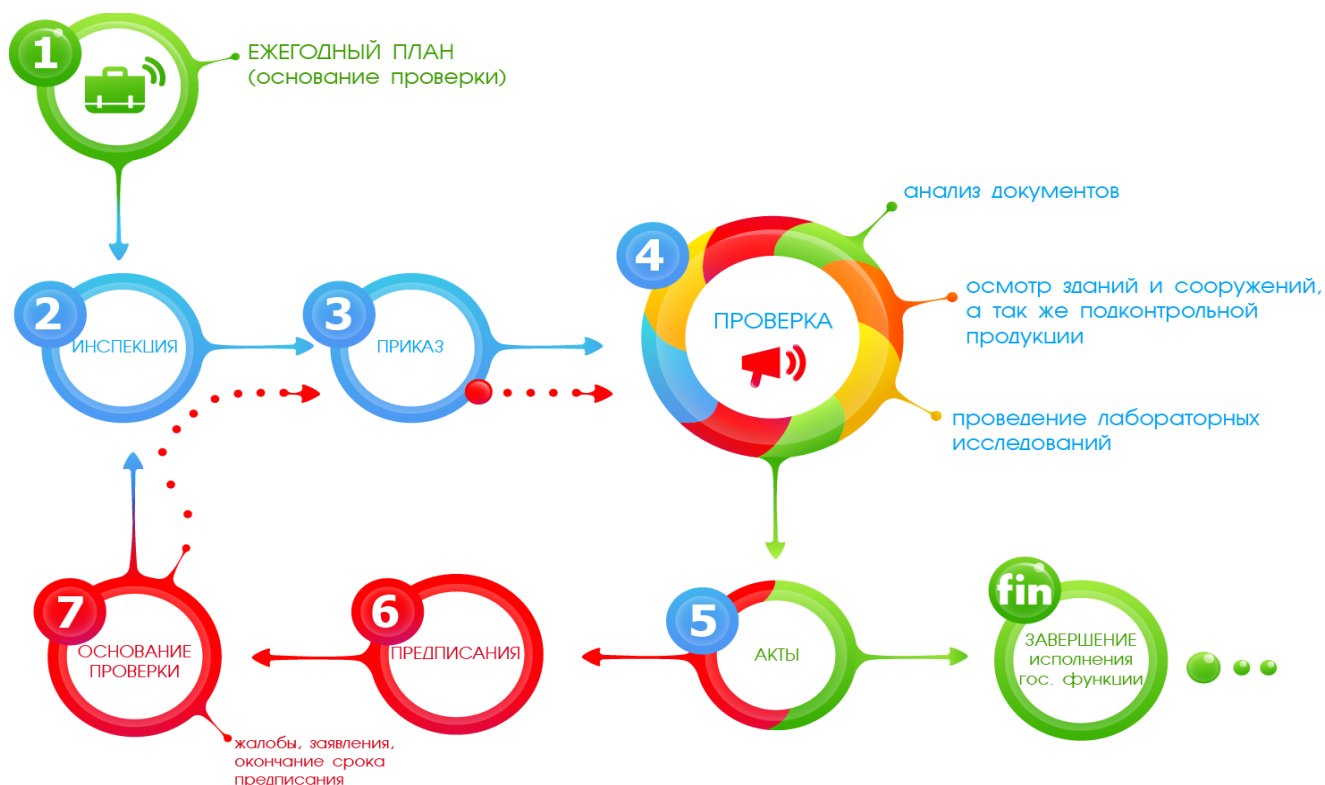 1
ЕЖЕГОДНЫЙ ПЛАН
(основание проверки)
2
ИНСПЕКЦИЯ
3
ПРИКАЗ
4
ПРОВЕРКА
анализ документов
осмотр зданий и сооружений,
а так же подконтрольной
продукции
проведение лабораторных
исследований
7
ОСНОВАНИЕ
ПРОВЕРКИ
жалобы, заявления,
окончание срока
предписания
6
ПРЕДПИСАНИЯ
5
АКТЫ
fin
ЗАВЕРШЕНИЕ
исполнения
гос. функции